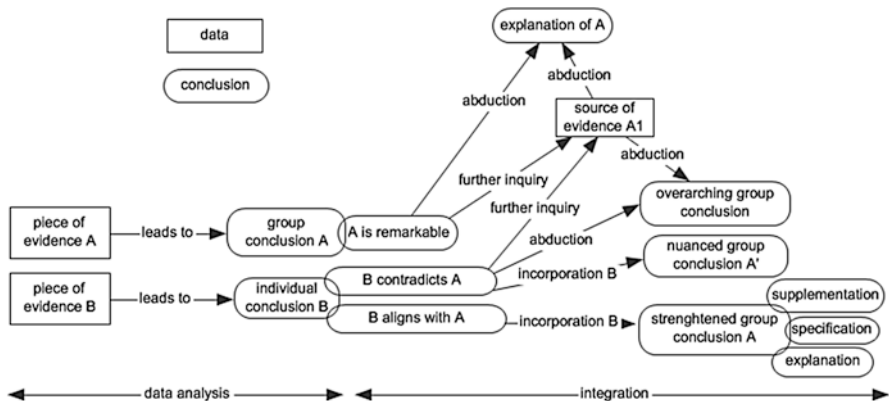 data
conclusion
explanation of A
abduction
abduction
source of
evidence A1
abduction
further inquiry
further inquiry
overarching group
conclusion
piece of
evidence A
leads to
group
conclusion A
A is remarkable
abduction
nuanced group
conclusion A'
piece of
evidence B
leads to
individual
conclusion B
B contradicts A
incorporation B
B aligns with A
incorporation B
strenghtened group
conclusion A
supplementation
specification
explanation
data analysis
integration